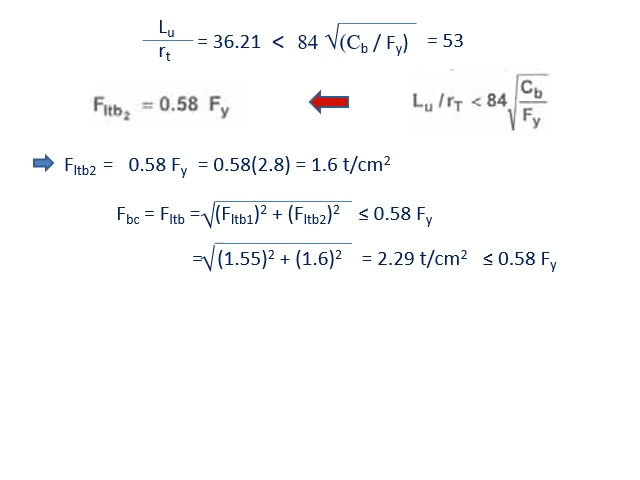 Lu / rt = 36.21 < 84 √(Cb / Fy) = 53
Fltb2 = 0.58 Fy
Lu /rT < 84 √Cb / Fy
Fltb2 = 0.58 Fy = 0.58(2.8) = 1.6 t/cm²
Fbc = Fltb =√(Fltb1)² + (Fltb2)² ≤ 0.58 Fy
=√(1.55)² + (1.6)² = 2.29 t/cm² ≤ 0.58 Fy